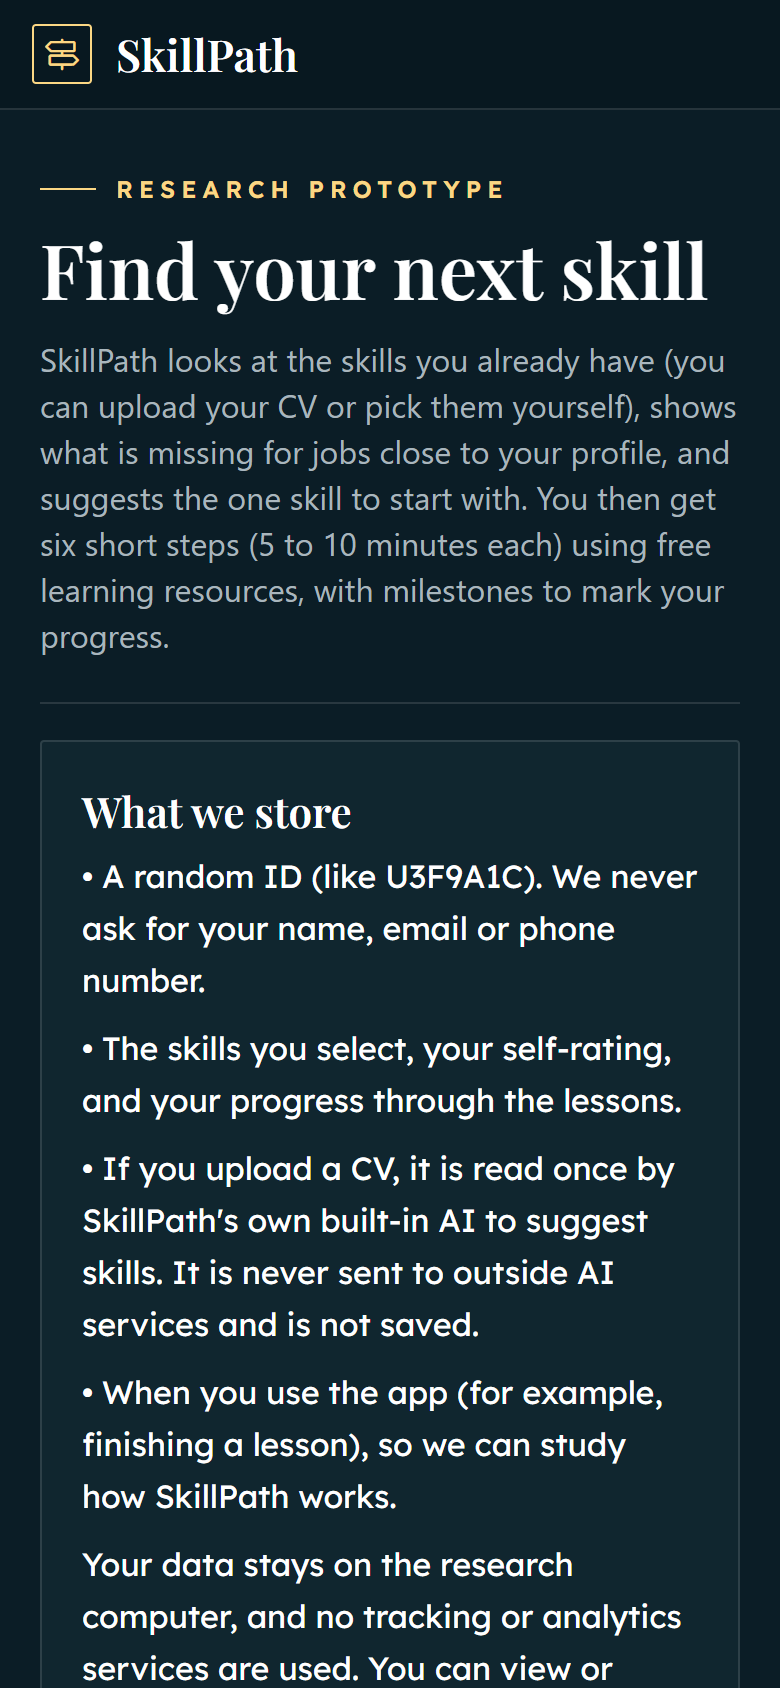 SkillPath
RESEARCH PROTOTYPE
Find your next skill
SkillPath looks at the skills you already have (you
can upload your CV or pick them yourself), shows
what is missing for jobs close to your profile, and
suggests the one skill to start with. You then get
six short steps (5 to 10 minutes each) using free
learning resources, with milestones to mark your
progress.
What we store
• A random ID (like U3F9A1C). We never
ask for your name, email or phone
number.
• The skills you select, your self-rating,
and your progress through the lessons.
• If you upload a CV, it is read once by
SkillPath's own built-in AI to suggest
skills. It is never sent to outside AI
services and is not saved.
• When you use the app (for example,
finishing a lesson), so we can study
how SkillPath works.
Your data stays on the research
computer, and no tracking or analytics
services are used. You can view or